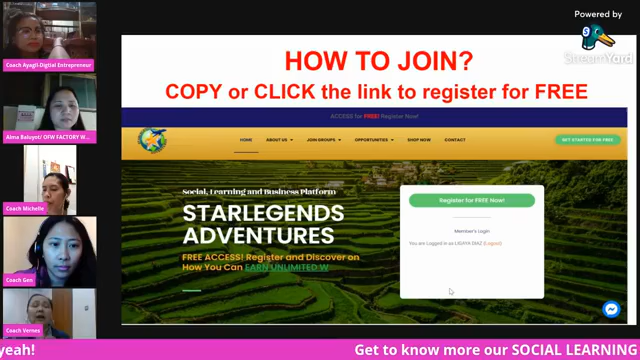 Powered by
StreamYard
Coach Ayagil-Digital Entrepreneur
Alma Baluyot/ OFW FACTORY W...
Coach Michelle
Coach Gen
Coach Vernes
HOW TO JOIN?
COPY or CLICK the link to register for FREE
ACCESS for FREE! Register Now!
HOME ABOUT US JOIN GROUPS OPPORTUNITIES SHOP NOW CONTACT
GET STARTED FOR FREE
Social, Learning and Business Platform
STARLEGENDS
ADVENTURES
FREE ACCESS! Register and Discover on
How You Can EARN UNLIMITED W
Register for FREE Now!
Member's Login
You are Logged in as LIGAYA DIAZ (Logout)
yeah!
Get to know more our SOCIAL LEARNING